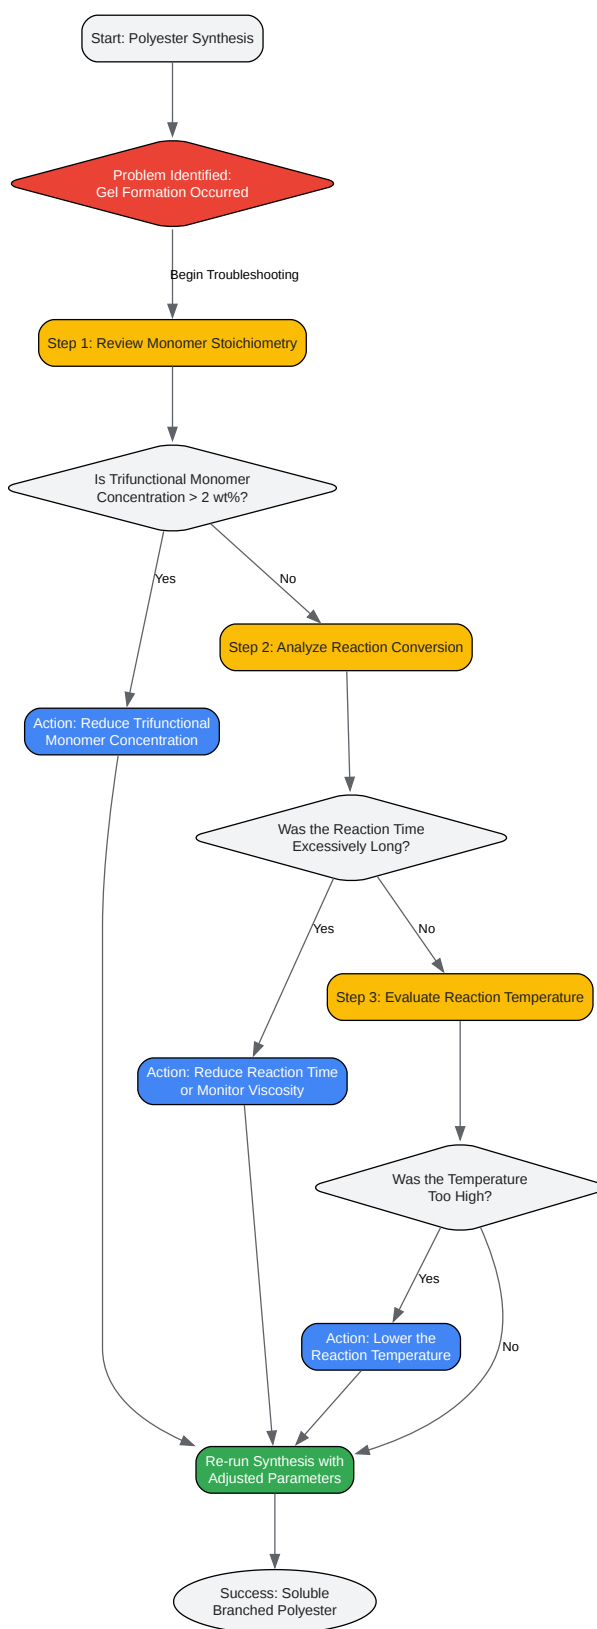 Start: Polyester Synthesis
Problem Identified:
Gel Formation Occurred
Begin Troubleshooting
Step 1: Review Monomer Stoichiometry
Is Trifunctional Monomer
Concentration > 2 wt%?
Yes
No
Step 2: Analyze Reaction Conversion
Action: Reduce Trifunctional
Monomer Concentration
Was the Reaction Time
Excessively Long?
Yes
No
Step 3: Evaluate Reaction Temperature
Action: Reduce Reaction Time
or Monitor Viscosity
Was the Temperature
Too High?
Yes
Action: Lower the
Reaction Temperature
No
Re-run Synthesis with
Adjusted Parameters
Success: Soluble
Branched Polyester